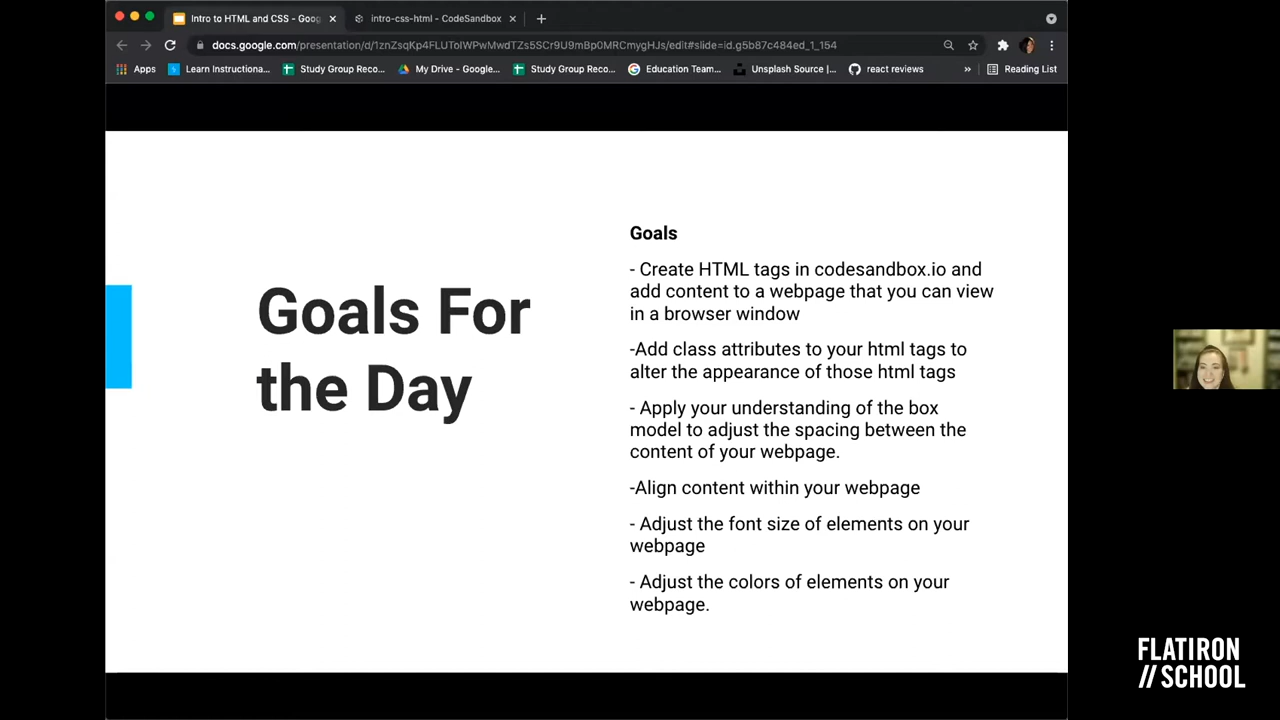 Intro to HTML and CSS - Goog
intro-css-html - CodeSandbox
docs.google.com/presentation/d/1znZsqKp4FLUToIWPwMwdTZs5SCr9U9mBp0MRCmygHJs/edit#slide=id.g5b87c484ed_1_154
Apps
Learn Instructiona...
Study Group Reco...
My Drive - Google...
Study Group Reco...
Education Team...
Unsplash Source |...
react reviews
»
Reading List
Goals For
the Day
Goals
- Create HTML tags in codesandbox.io and
add content to a webpage that you can view
in a browser window
-Add class attributes to your html tags to
alter the appearance of those html tags
- Apply your understanding of the box
model to adjust the spacing between the
content of your webpage.
-Align content within your webpage
- Adjust the font size of elements on your
webpage
- Adjust the colors of elements on your
webpage.
FLATIRON
// SCHOOL